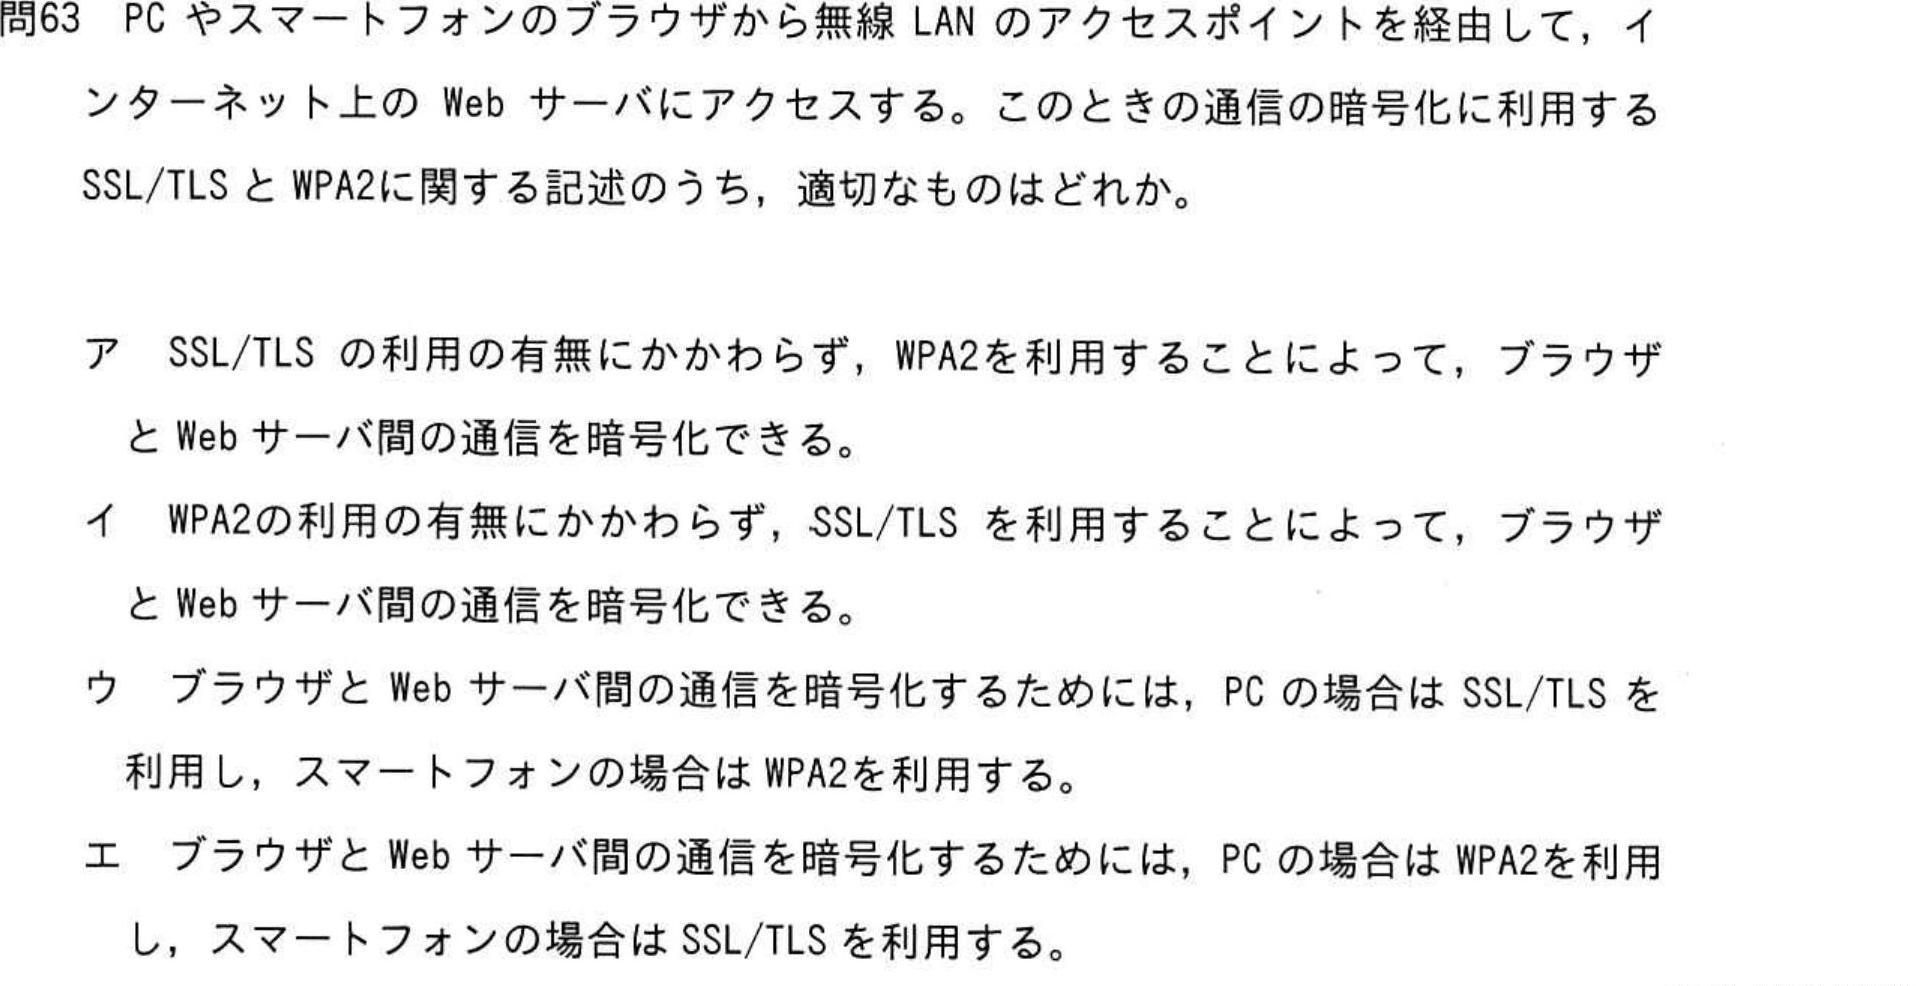 問63 PC やスマートフォンのブラウザから無線 LAN のアクセスポイントを経由して，イ
ンターネット上の Web サーバにアクセスする。このときの通信の暗号化に利用する
SSL/TLS と WPA2に関する記述のうち，適切なものはどれか。
ア SSL/TLS の利用の有無にかかわらず，WPA2を利用することによって，ブラウザ
と Web サーバ間の通信を暗号化できる。
イ WPA2の利用の有無にかかわらず，SSL/TLS を利用することによって，ブラウザ
と Web サーバ間の通信を暗号化できる。
ウ ブラウザと Web サーバ間の通信を暗号化するためには，PC の場合は SSL/TLS を
利用し，スマートフォンの場合は WPA2を利用する。
エ ブラウザと Web サーバ間の通信を暗号化するためには，PC の場合は WPA2を利用
し，スマートフォンの場合は SSL/TLS を利用する。